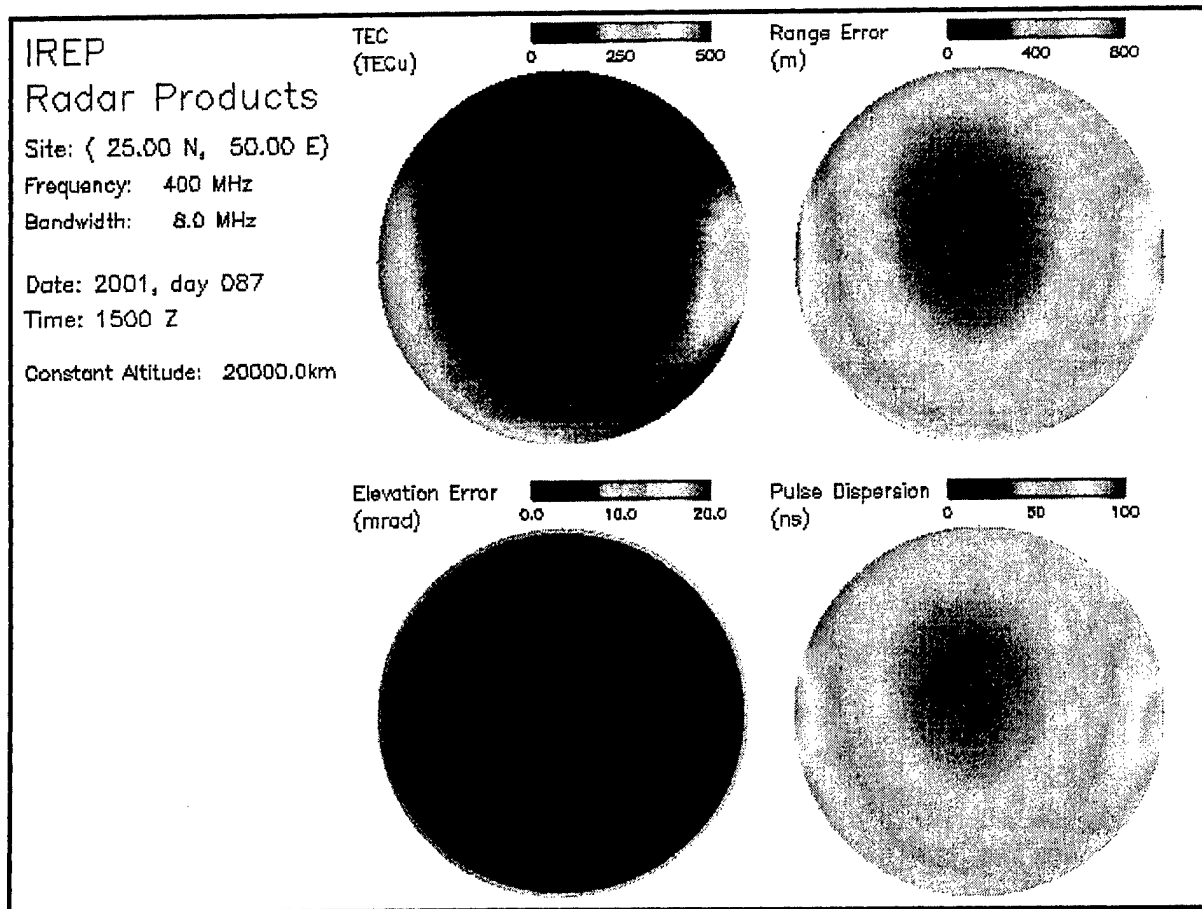 IREP
Radar Products
Site: ( 25.00 N, 50.00 E)
Frequency: 400 MHz
Bandwidth: 8.0 MHz
Date: 2001, day 087
Time: 1500 Z
Constant Altitude: 20000.0km
TEC
(TECu)
0 250 500
Range Error
(m)
0 400 800
Elevation Error
(mrad)
0.0 10.0 20.0
Pulse Dispersion
(ns)
0 50 100